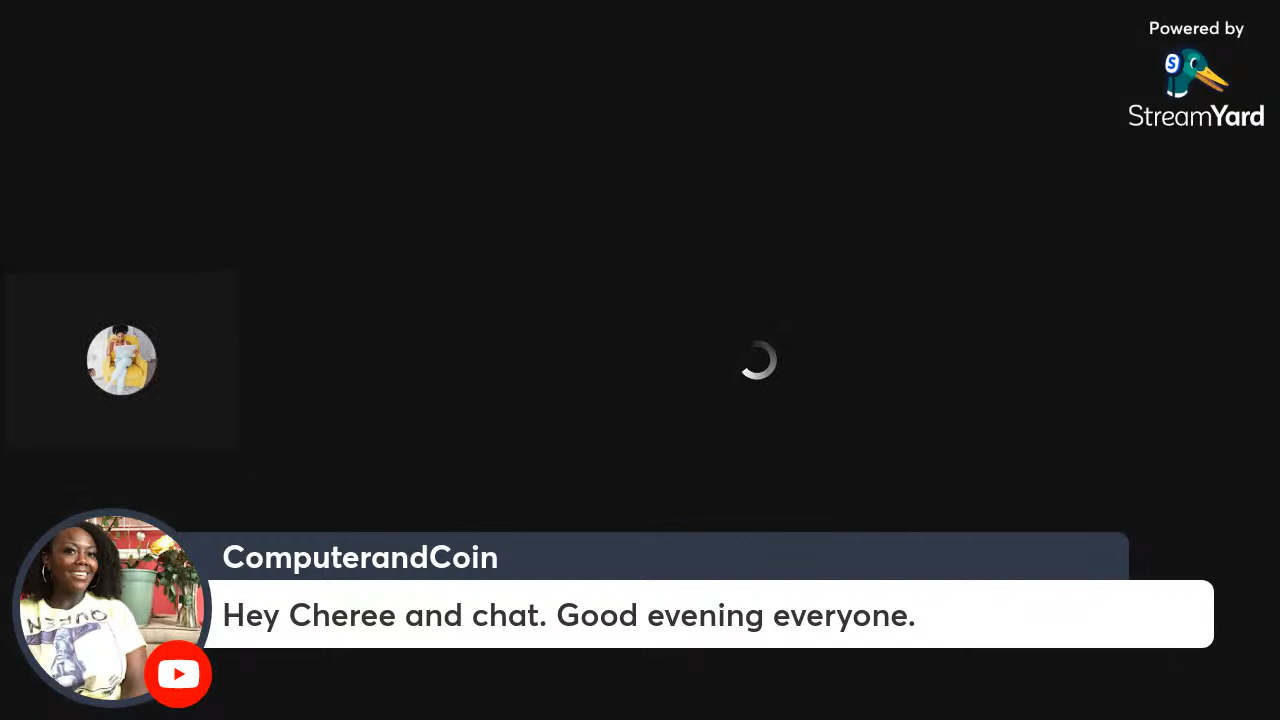 Powered by
StreamYard
ComputerandCoin
Hey Cheree and chat. Good evening everyone.